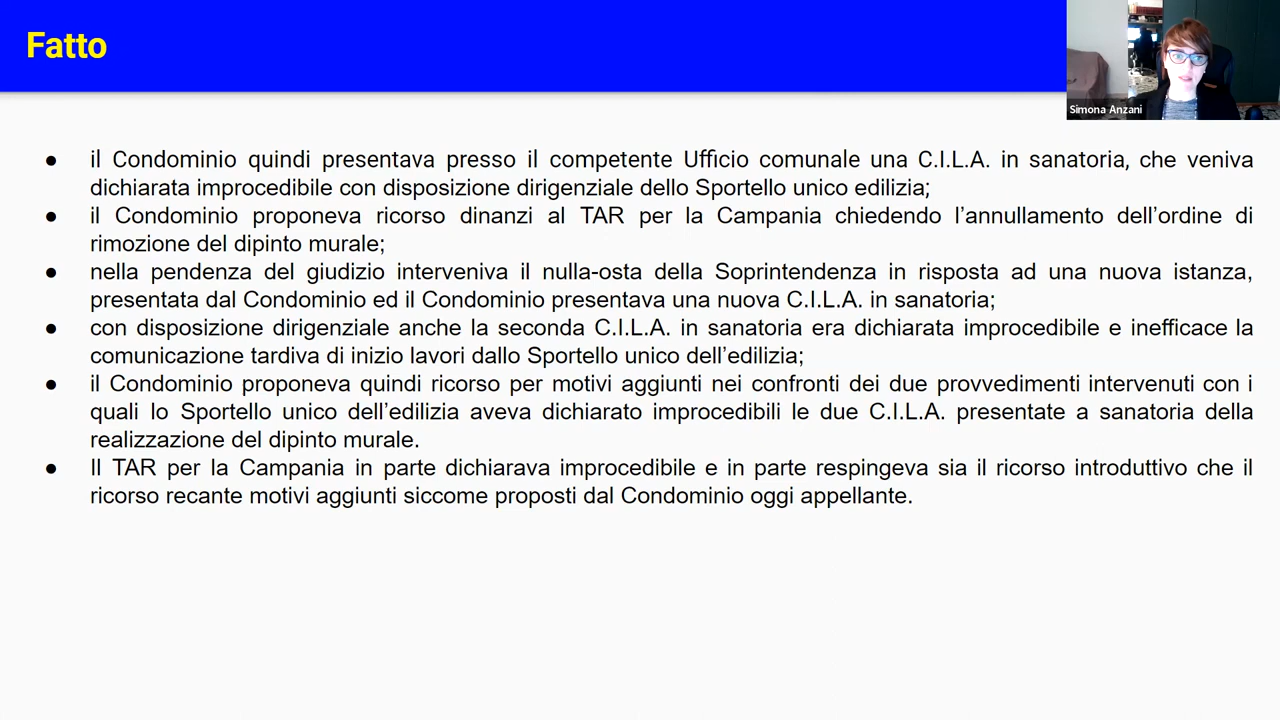 Fatto
Simona Anzani
● il Condominio quindi presentava presso il competente Ufficio comunale una C.I.L.A. in sanatoria, che veniva
dichiarata improcedibile con disposizione dirigenziale dello Sportello unico edilizia;
● il Condominio proponeva ricorso dinanzi al TAR per la Campania chiedendo l’annullamento dell’ordine di
rimozione del dipinto murale;
● nella pendenza del giudizio interveniva il nulla-osta della Soprintendenza in risposta ad una nuova istanza,
presentata dal Condominio ed il Condominio presentava una nuova C.I.L.A. in sanatoria;
● con disposizione dirigenziale anche la seconda C.I.L.A. in sanatoria era dichiarata improcedibile e inefficace la
comunicazione tardiva di inizio lavori dallo Sportello unico dell’edilizia;
● il Condominio proponeva quindi ricorso per motivi aggiunti nei confronti dei due provvedimenti intervenuti con i
quali lo Sportello unico dell’edilizia aveva dichiarato improcedibili le due C.I.L.A. presentate a sanatoria della
realizzazione del dipinto murale.
● Il TAR per la Campania in parte dichiarava improcedibile e in parte respingeva sia il ricorso introduttivo che il
ricorso recante motivi aggiunti siccome proposti dal Condominio oggi appellante.